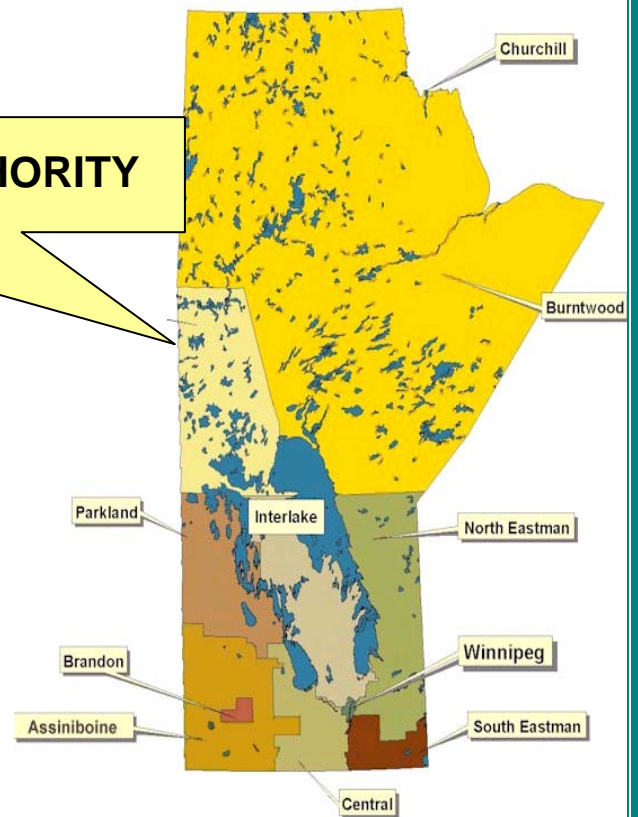 Churchill
HORITY
Burntwood
Parkland
Interlake
North Eastman
Brandon
Winnipeg
Assiniboine
South Eastman
Central